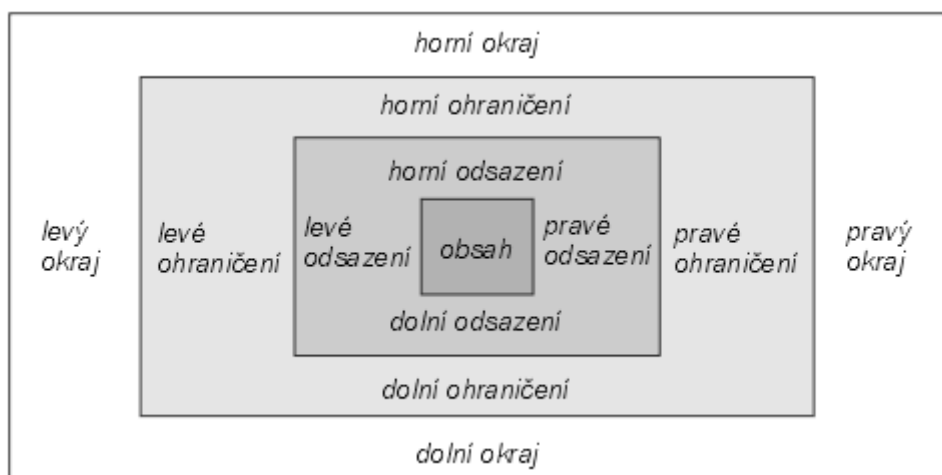 horní okraj
horní ohraničení
horní odsazení
levý
okraj
levé
ohraničení
levé
odsazení
obsah
pravé
odsazení
pravé
ohraničení
pravý
okraj
dolní odsazení
dolní ohraničení
dolní okraj